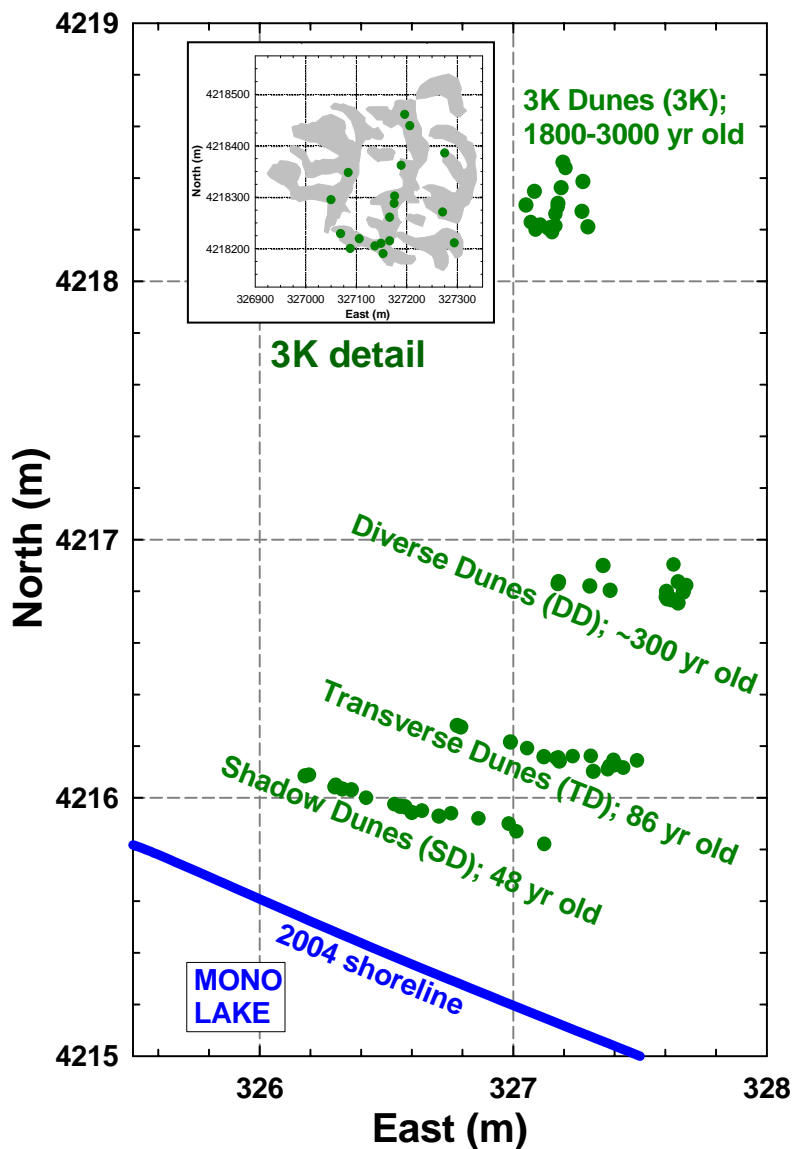 4219
4218
4217
4216
4215
North (m)
326
327
328
East (m)
4218500
4218400
4218300
4218200
North (m)
326900
327000
327100
327200
327300
East (m)
3K detail
3K Dunes (3K);
1800-3000 yr old
Diverse Dunes (DD); ~300 yr old
Transverse Dunes (TD); 86 yr old
Shadow Dunes (SD); 48 yr old
2004 shoreline
MONO
LAKE